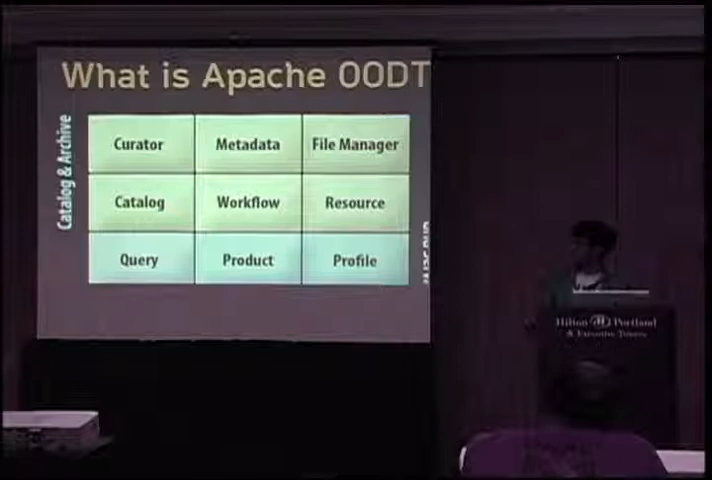 What is Apache OODT
Catalog & Archive
Curator
Metadata
File Manager
Catalog
Workflow
Resource
Query
Product
Profile
Hilton Portland
& Executive Tower